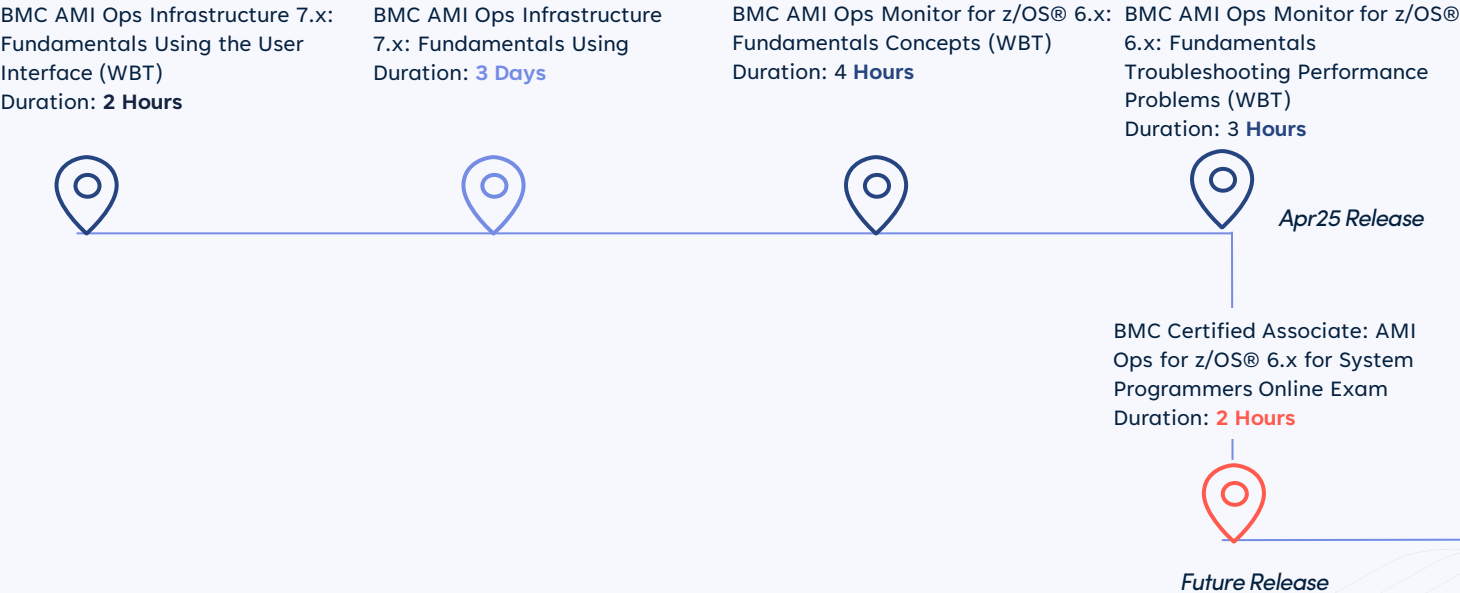 BMC AMI Ops Infrastructure 7.x:
Fundamentals Using the User
Interface (WBT)
Duration: 2 Hours
BMC AMI Ops Infrastructure
7.x: Fundamentals Using
Duration: 3 Days
BMC AMI Ops Monitor for z/OS® 6.x:
Fundamentals Concepts (WBT)
Duration: 4 Hours
BMC AMI Ops Monitor for z/OS®
6.x: Fundamentals
Troubleshooting Performance
Problems (WBT)
Duration: 3 Hours
Apr25 Release
BMC Certified Associate: AMI
Ops for z/OS® 6.x for System
Programmers Online Exam
Duration: 2 Hours
Future Release